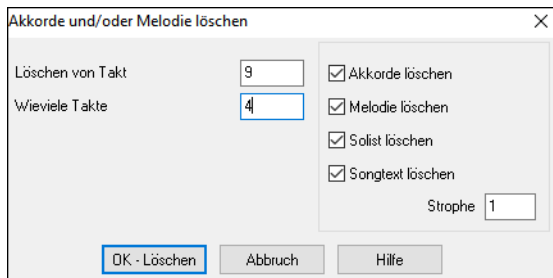 Akkorde und/oder Melodie löschen
Löschen von Takt 9
Wieviele Takte 4
Akkorde löschen
Melodie löschen
Solist löschen
Songtext löschen
Strophe 1
OK - Löschen Abbruch Hilfe